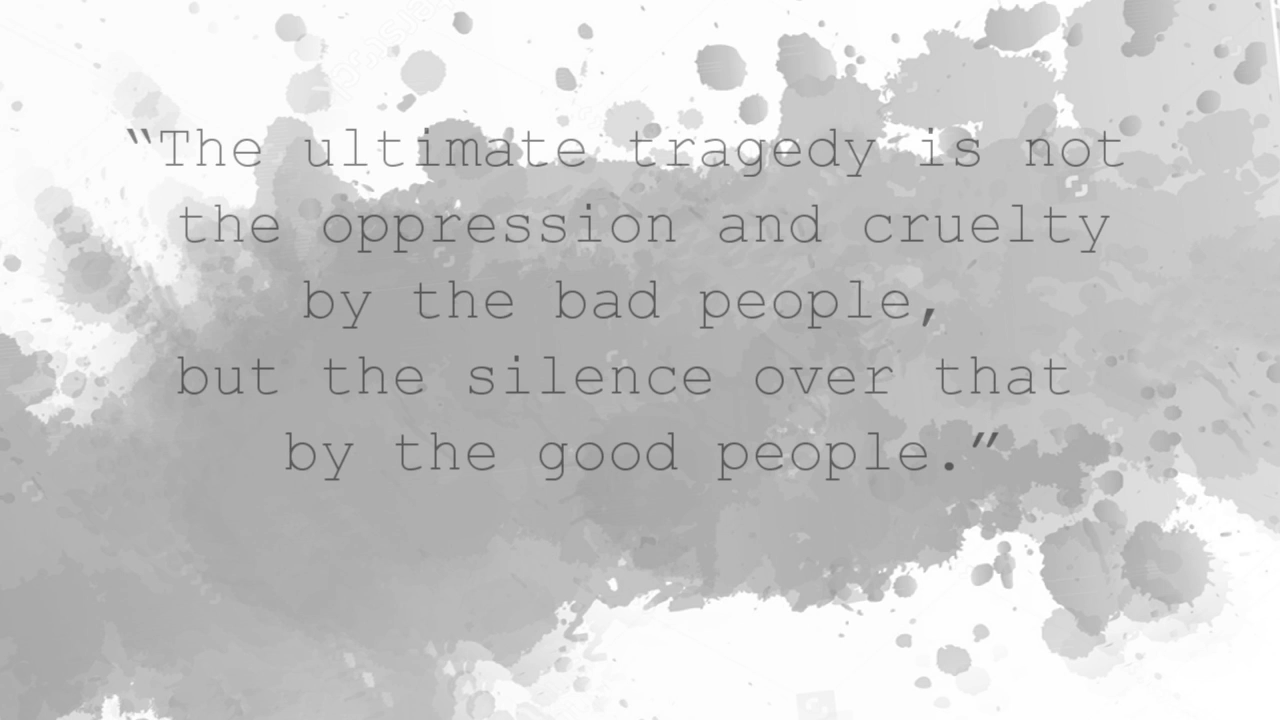 “The ultimate tragedy is not
the oppression and cruelty
by the bad people,
but the silence over that
by the good people.”